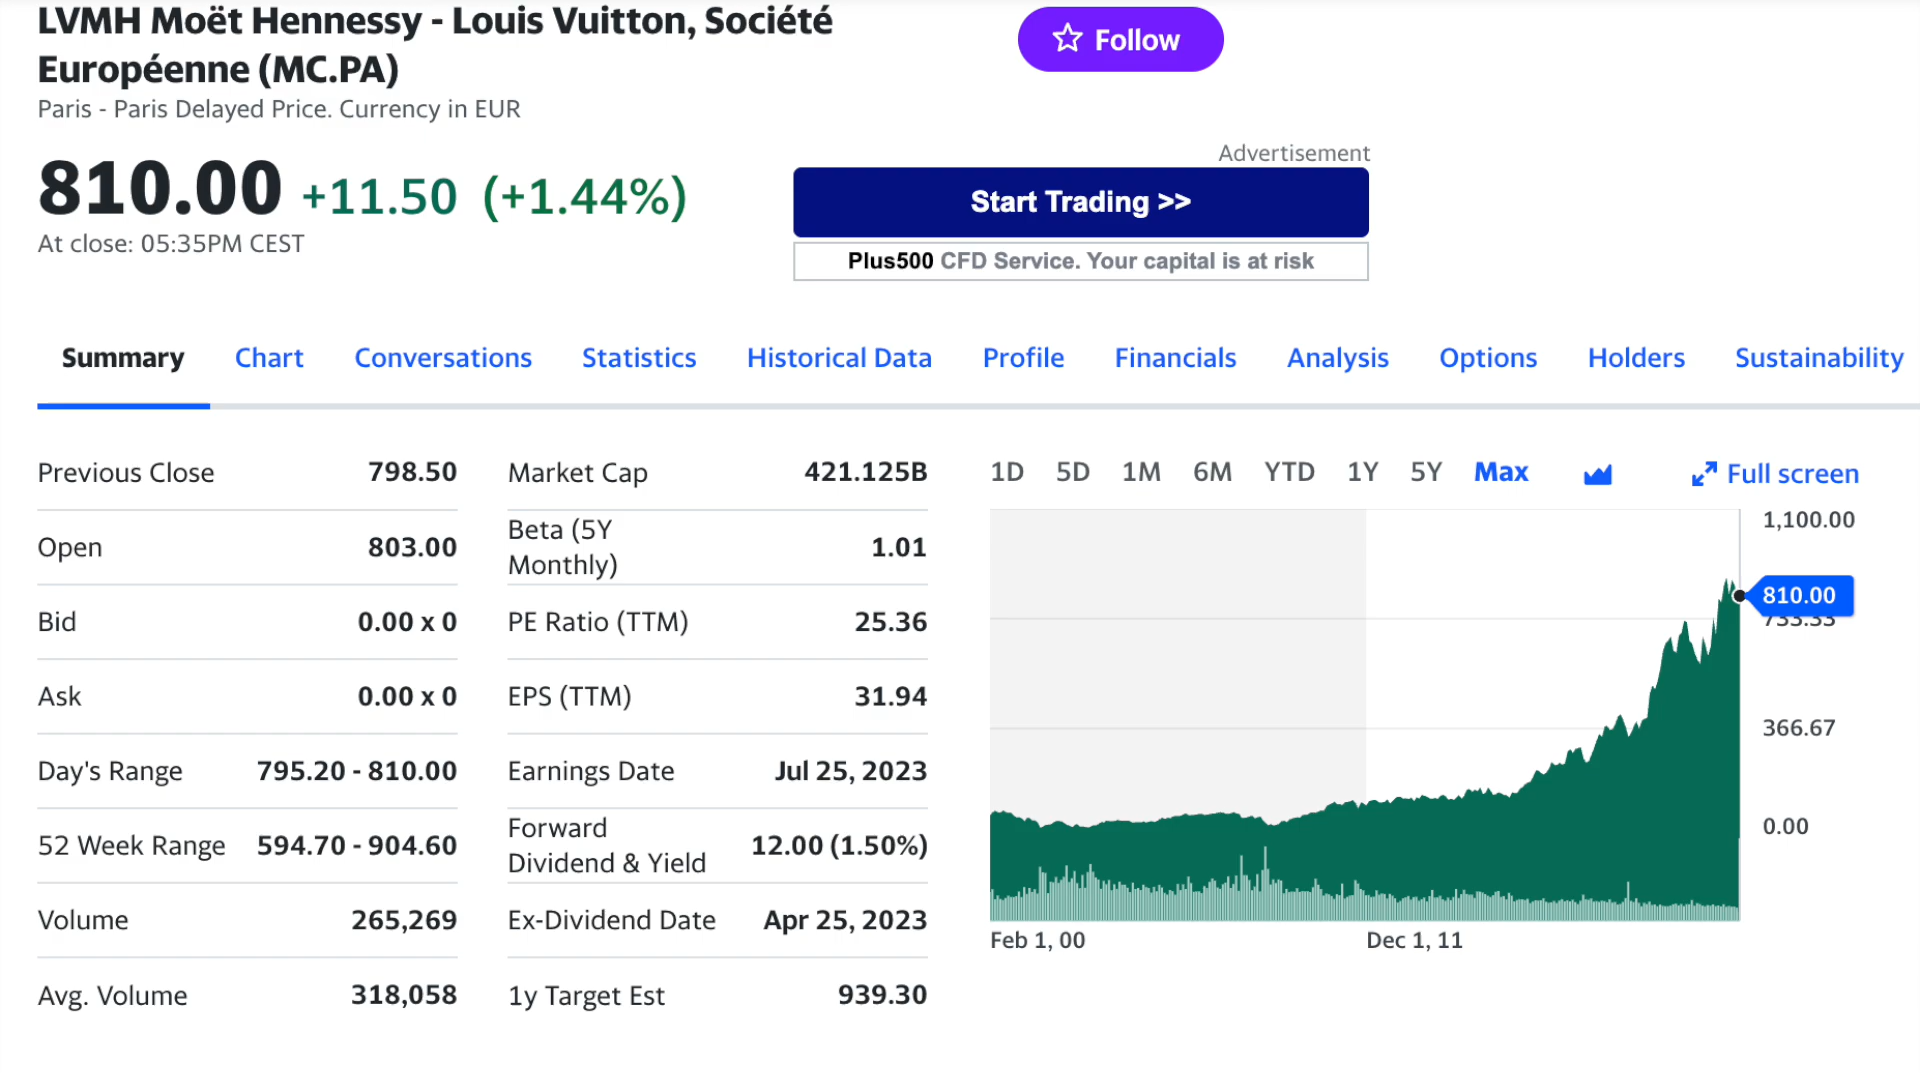 LVMH Moët Hennessy - Louis Vuitton, Société
Européenne (MC.PA)
Follow
Paris - Paris Delayed Price. Currency in EUR
810.00 +11.50 (+1.44%)
At close: 05:35PM CEST
Advertisement
Start Trading >>
Plus500 CFD Service. Your capital is at risk
Summary Chart Conversations Statistics Historical Data Profile Financials Analysis Options Holders Sustainability
Previous Close 798.50
Open 803.00
Bid 0.00 x 0
Ask 0.00 x 0
Day's Range 795.20 - 810.00
52 Week Range 594.70 - 904.60
Volume 265,269
Avg. Volume 318,058
Market Cap 421.125B
Beta (5Y
Monthly) 1.01
PE Ratio (TTM) 25.36
EPS (TTM) 31.94
Earnings Date Jul 25, 2023
Forward
Dividend & Yield 12.00 (1.50%)
Ex-Dividend Date Apr 25, 2023
1y Target Est 939.30
1D 5D 1M 6M YTD 1Y 5Y Max Full screen
1,100.00
810.00
733.33
366.67
0.00
Feb 1, 00 Dec 1, 11